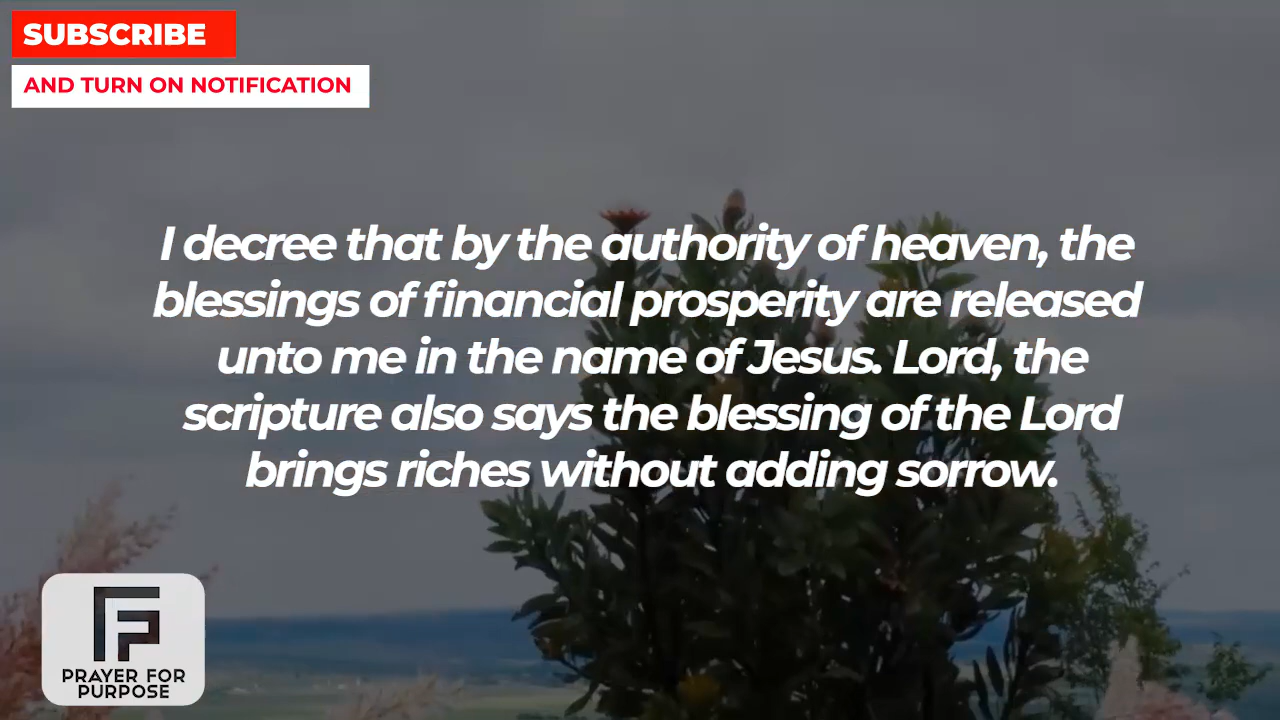 SUBSCRIBE
AND TURN ON NOTIFICATION
I decree that by the authority of heaven, the
blessings of financial prosperity are released
unto me in the name of Jesus. Lord, the
scripture also says the blessing of the Lord
brings riches without adding sorrow.
PRAYER FOR
PURPOSE